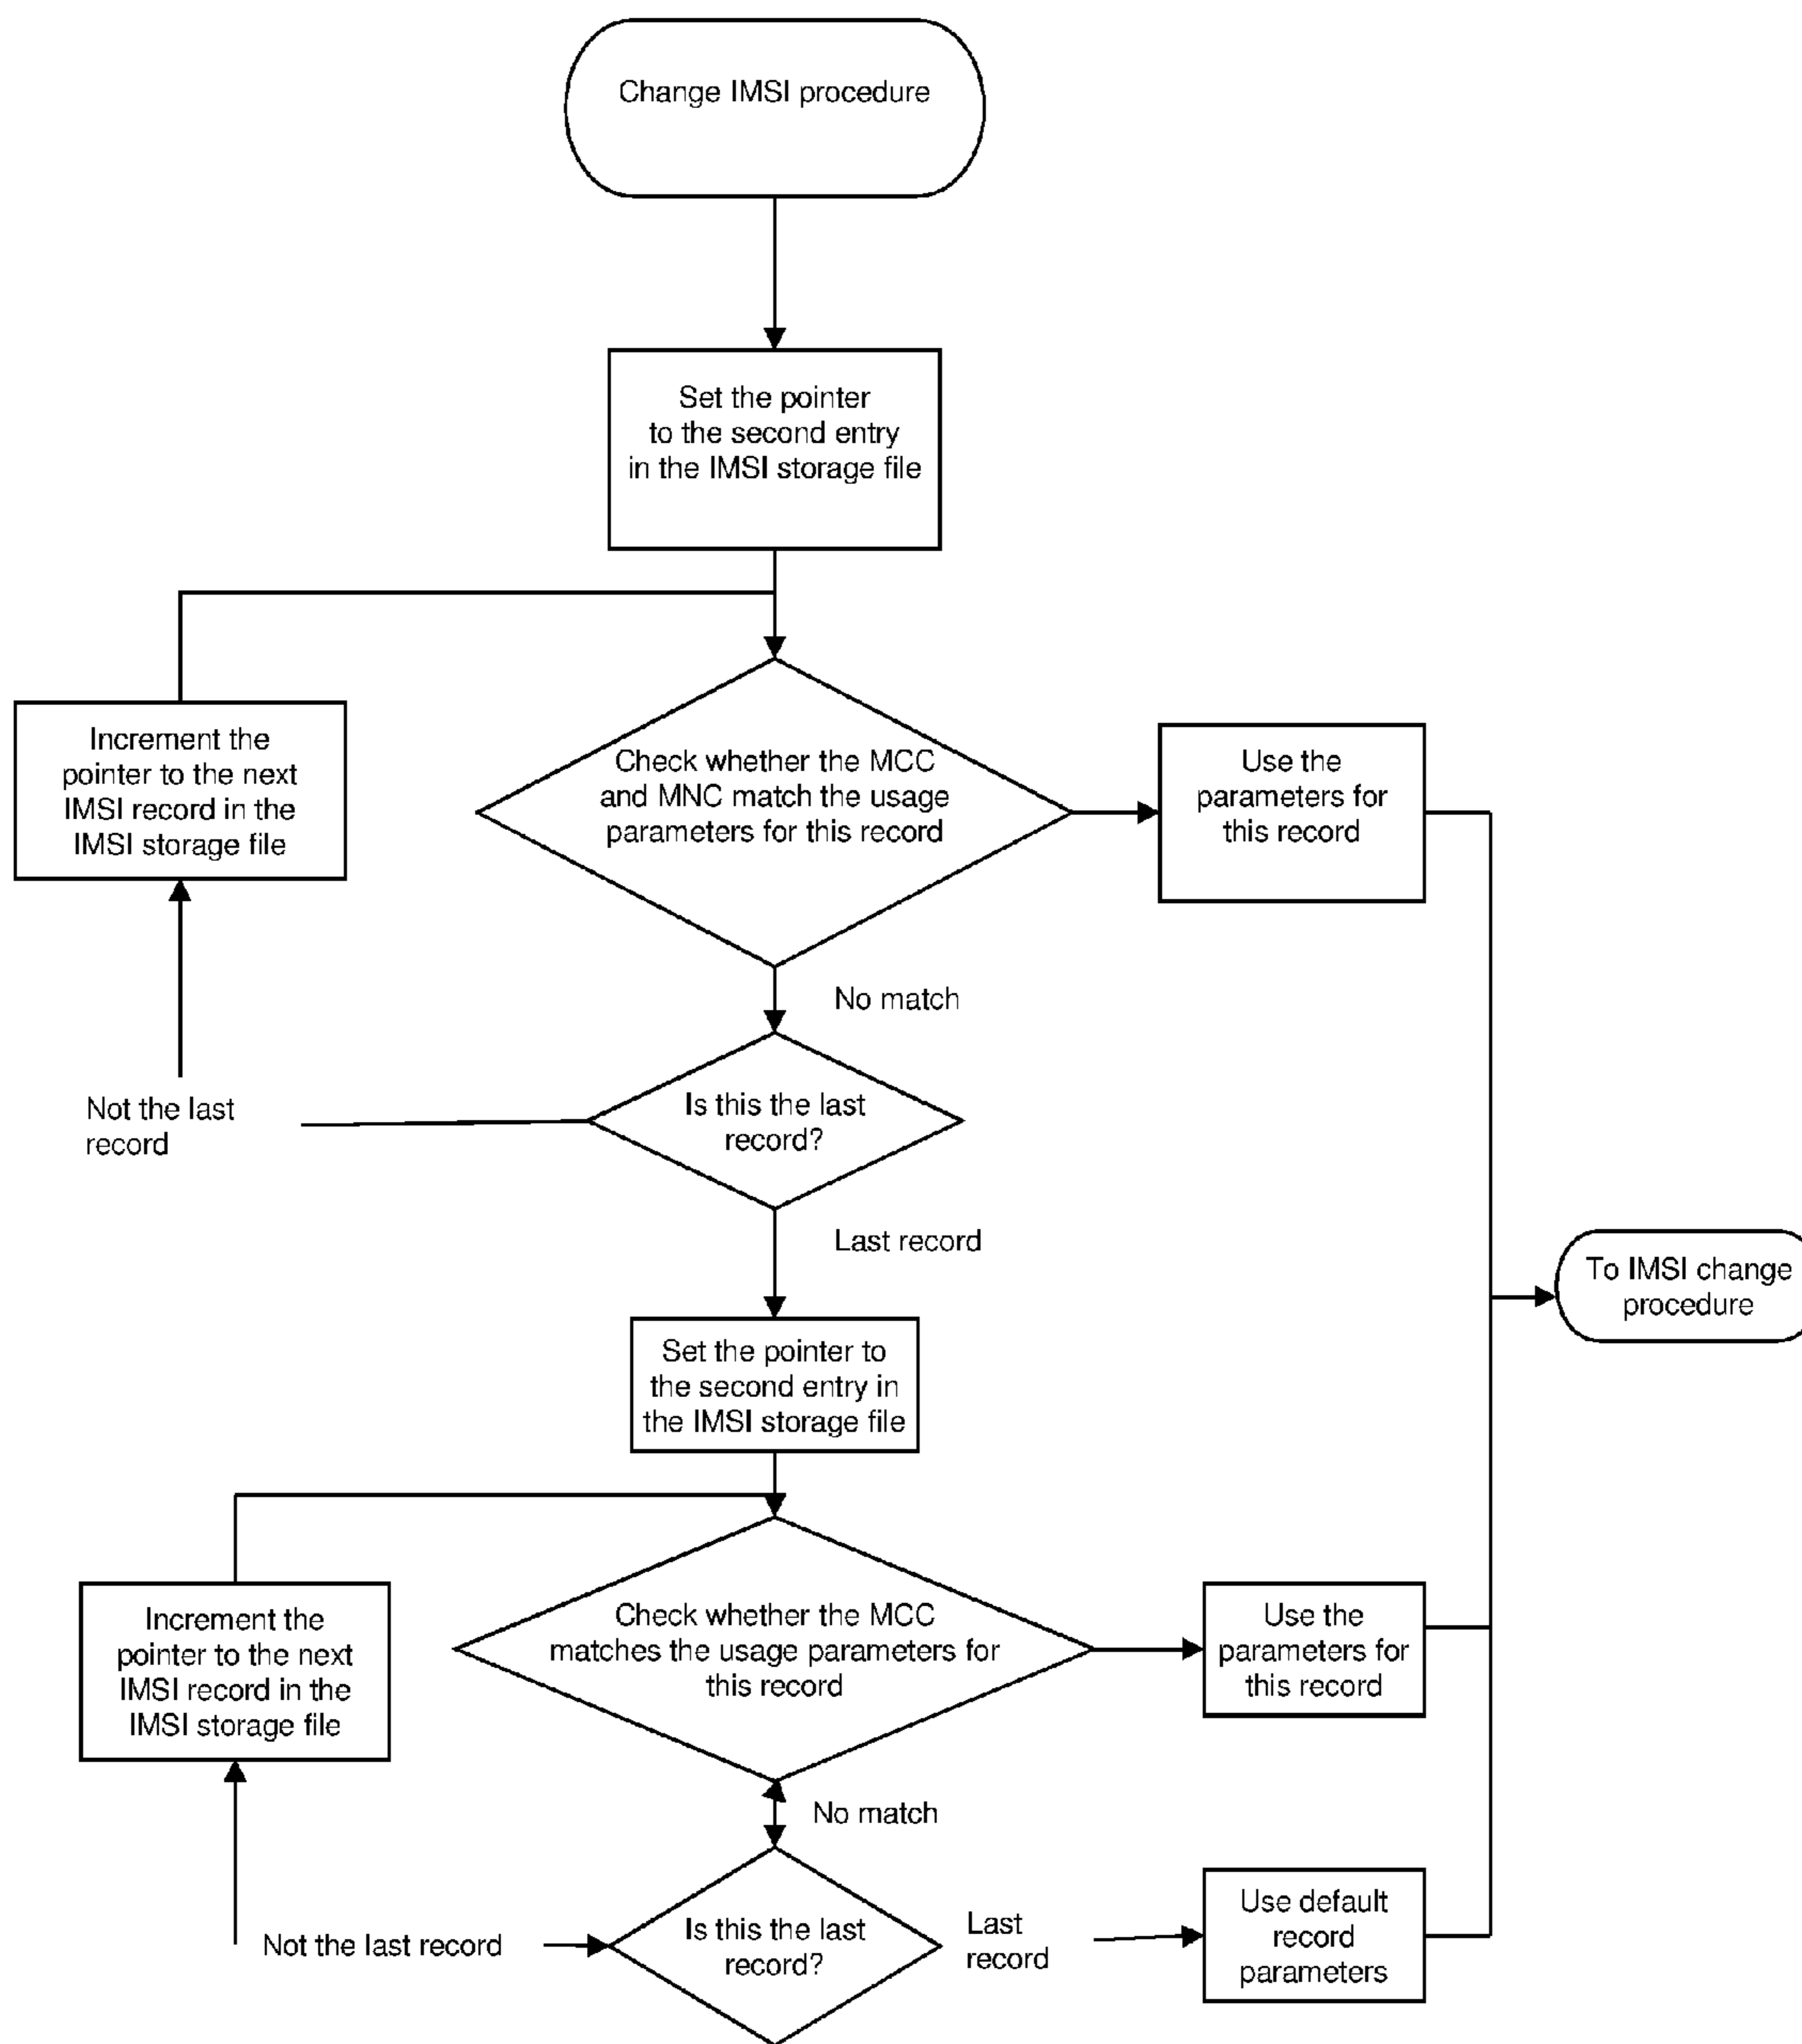 Change IMSI procedure
Set the pointer
to the second entry
in the IMSI storage file
Increment the
pointer to the next
IMSI record in the
IMSI storage file
Check whether the MCC
and MNC match the usage
parameters for this record
Use the
parameters for
this record
No match
Not the last
record
Is this the last
record?
Last record
To IMSI change
procedure
Set the pointer to
the second entry in
the IMSI storage file
Increment the
pointer to the next
IMSI record in the
IMSI storage file
Check whether the MCC
matches the usage parameters for
this record
Use the
parameters for
this record
No match
Not the last record
Is this the last
record?
Last
record
Use default
record
parameters